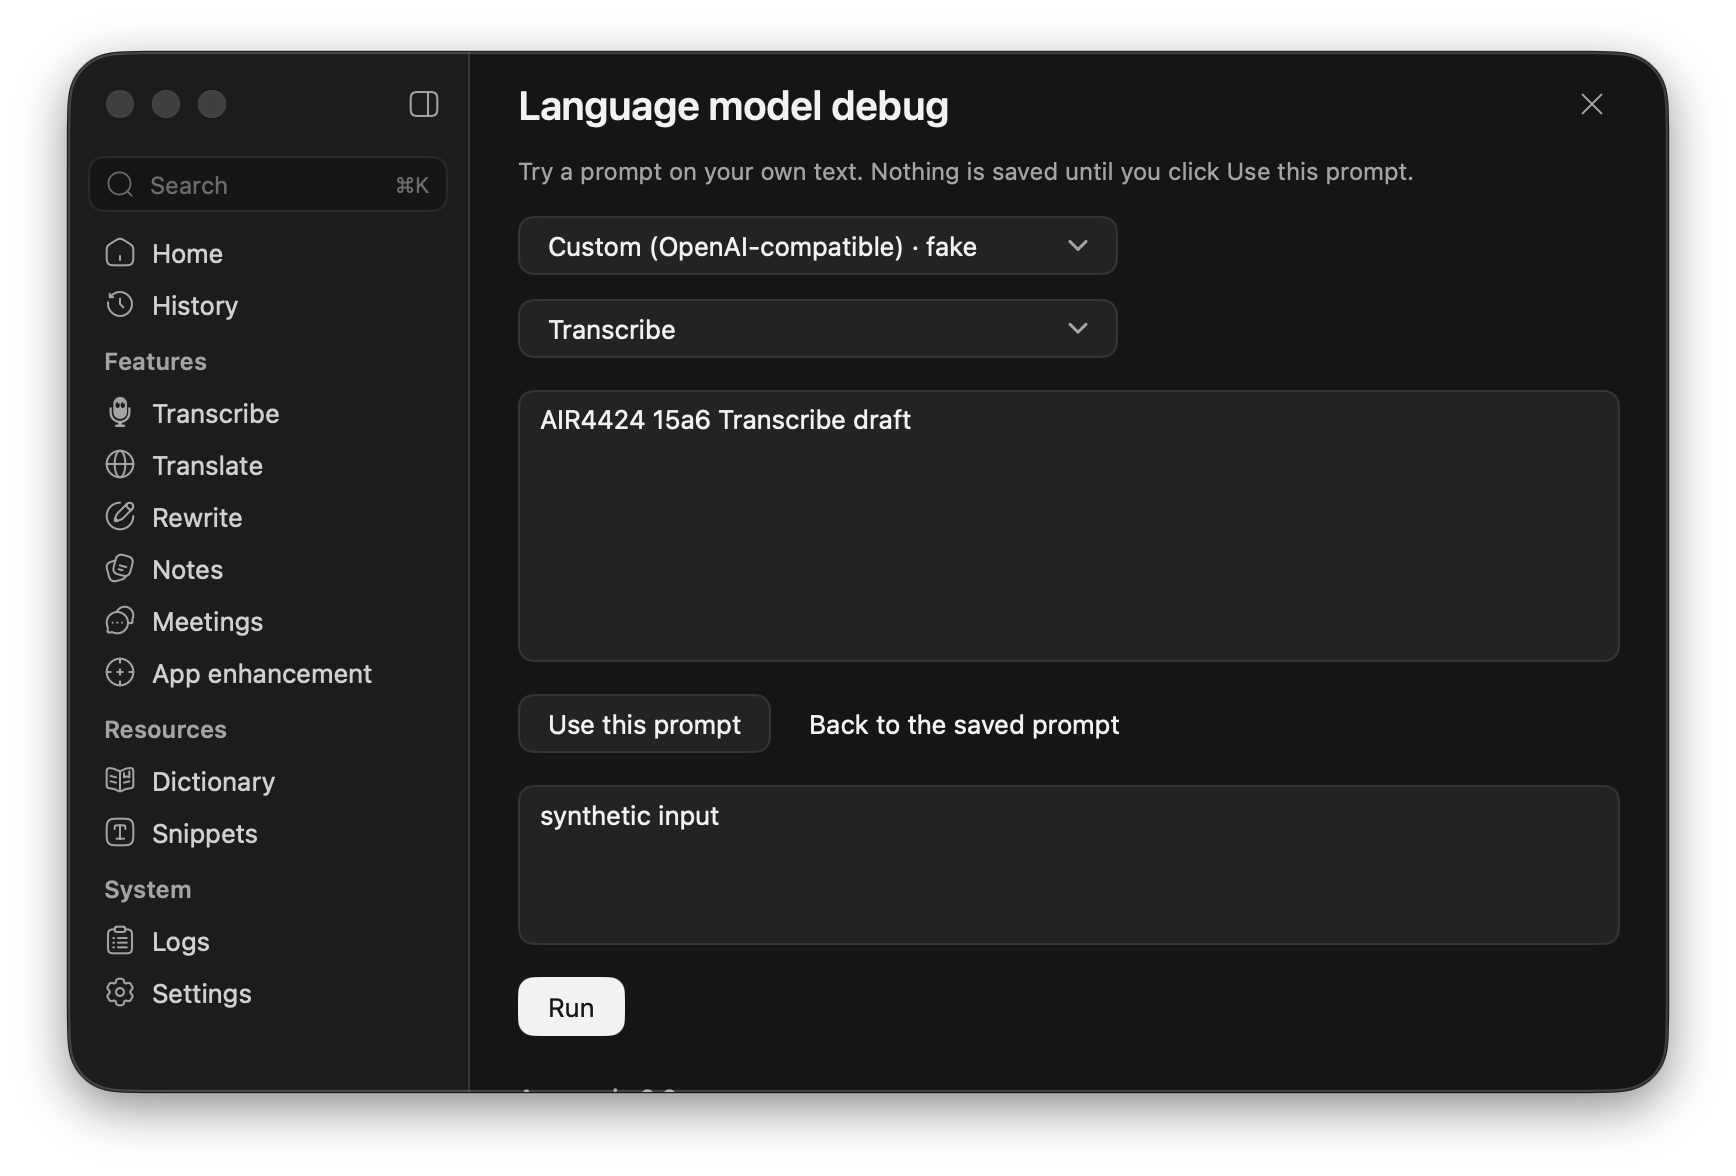 Language model debug
Search ⌘K
Try a prompt on your own text. Nothing is saved until you click Use this prompt.
Home
History
Features
Transcribe
Translate
Rewrite
Notes
Meetings
App enhancement
Resources
Dictionary
Snippets
System
Logs
Settings
Custom (OpenAI-compatible) · fake
Transcribe
AIR4424 15a6 Transcribe draft
Use this prompt
Back to the saved prompt
synthetic input
Run